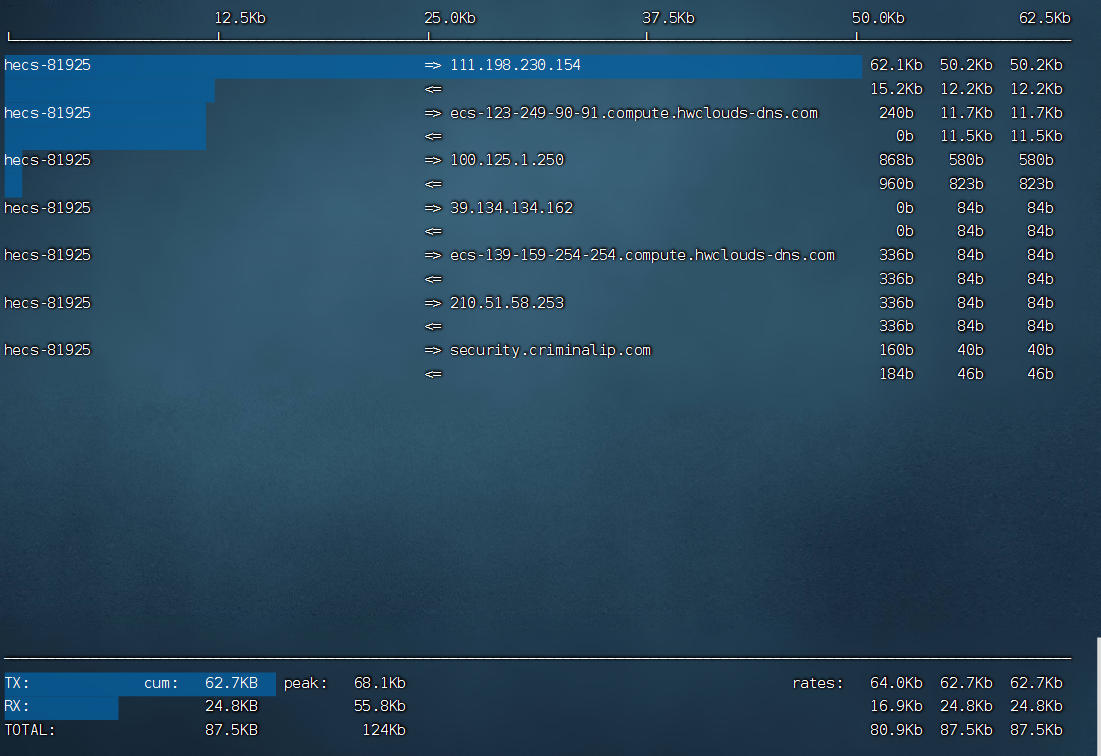 12.5Kb 25.0Kb 37.5Kb 50.0Kb 62.5Kb
hecs-81925 => 111.198.230.154 62.1Kb 50.2Kb 50.2Kb
<= 15.2Kb 12.2Kb 12.2Kb
hecs-81925 => ecs-123-249-90-91.compute.hwclouds-dns.com 240b 11.7Kb 11.7Kb
<= 0b 11.5Kb 11.5Kb
hecs-81925 => 100.125.1.250 868b 580b 580b
<= 960b 823b 823b
hecs-81925 => 39.134.134.162 0b 84b 84b
<= 0b 84b 84b
hecs-81925 => ecs-139-159-254-254.compute.hwclouds-dns.com 336b 84b 84b
<= 336b 84b 84b
hecs-81925 => 210.51.58.253 336b 84b 84b
<= 336b 84b 84b
hecs-81925 => security.criminalip.com 160b 40b 40b
<= 184b 46b 46b
TX: cum: 62.7KB peak: 68.1Kb rates: 64.0Kb 62.7Kb 62.7Kb
RX: 24.8KB 55.8Kb 16.9Kb 24.8Kb 24.8Kb
TOTAL: 87.5KB 124Kb 80.9Kb 87.5Kb 87.5Kb